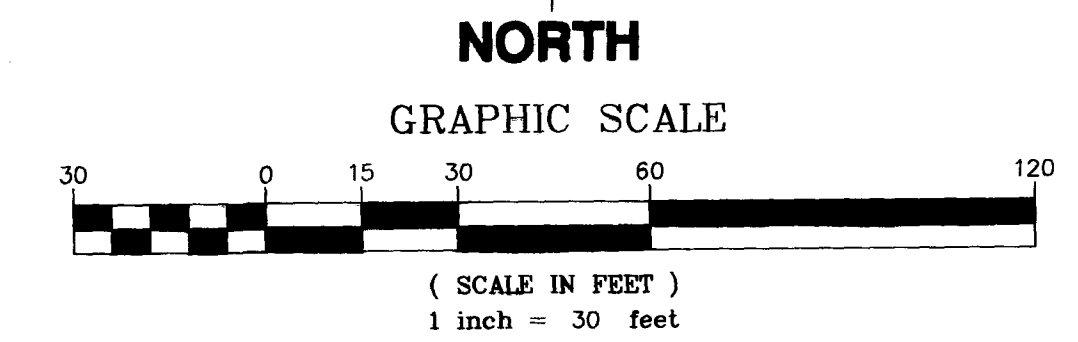 NORTH
GRAPHIC SCALE
30 0 15 30 60 120
( SCALE IN FEET )
1 inch = 30 feet